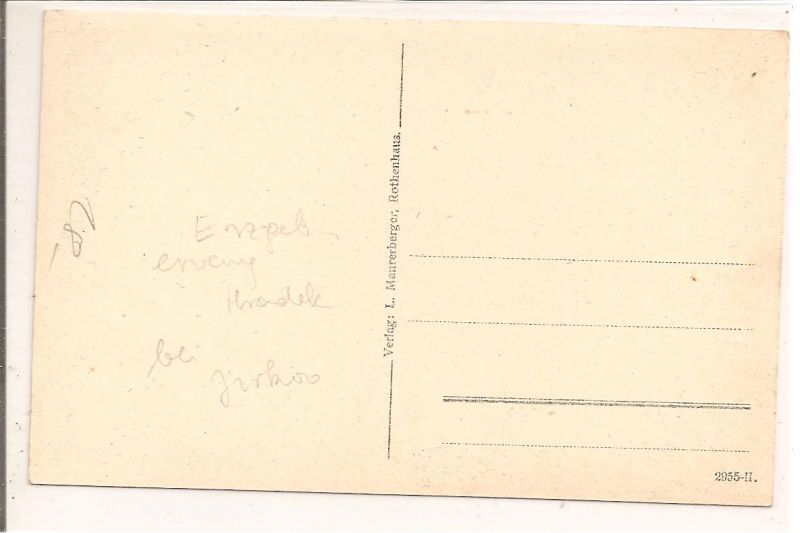 Erzgeb-
Hradek
bei
Jirkov
Verlag: L. Maurerberger, Rothenhaus.
2955-II.